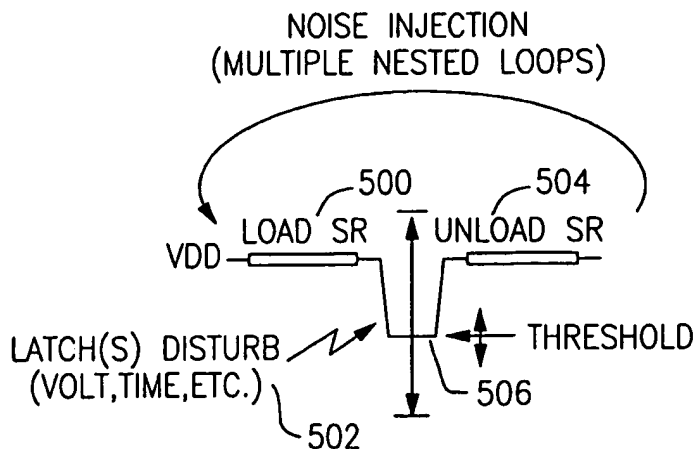 NOISE INJECTION
(MULTIPLE NESTED LOOPS)
500
504
LOAD SR
UNLOAD SR
VDD
LATCH(S) DISTURB
(VOLT,TIME,ETC.)
THRESHOLD
506
502